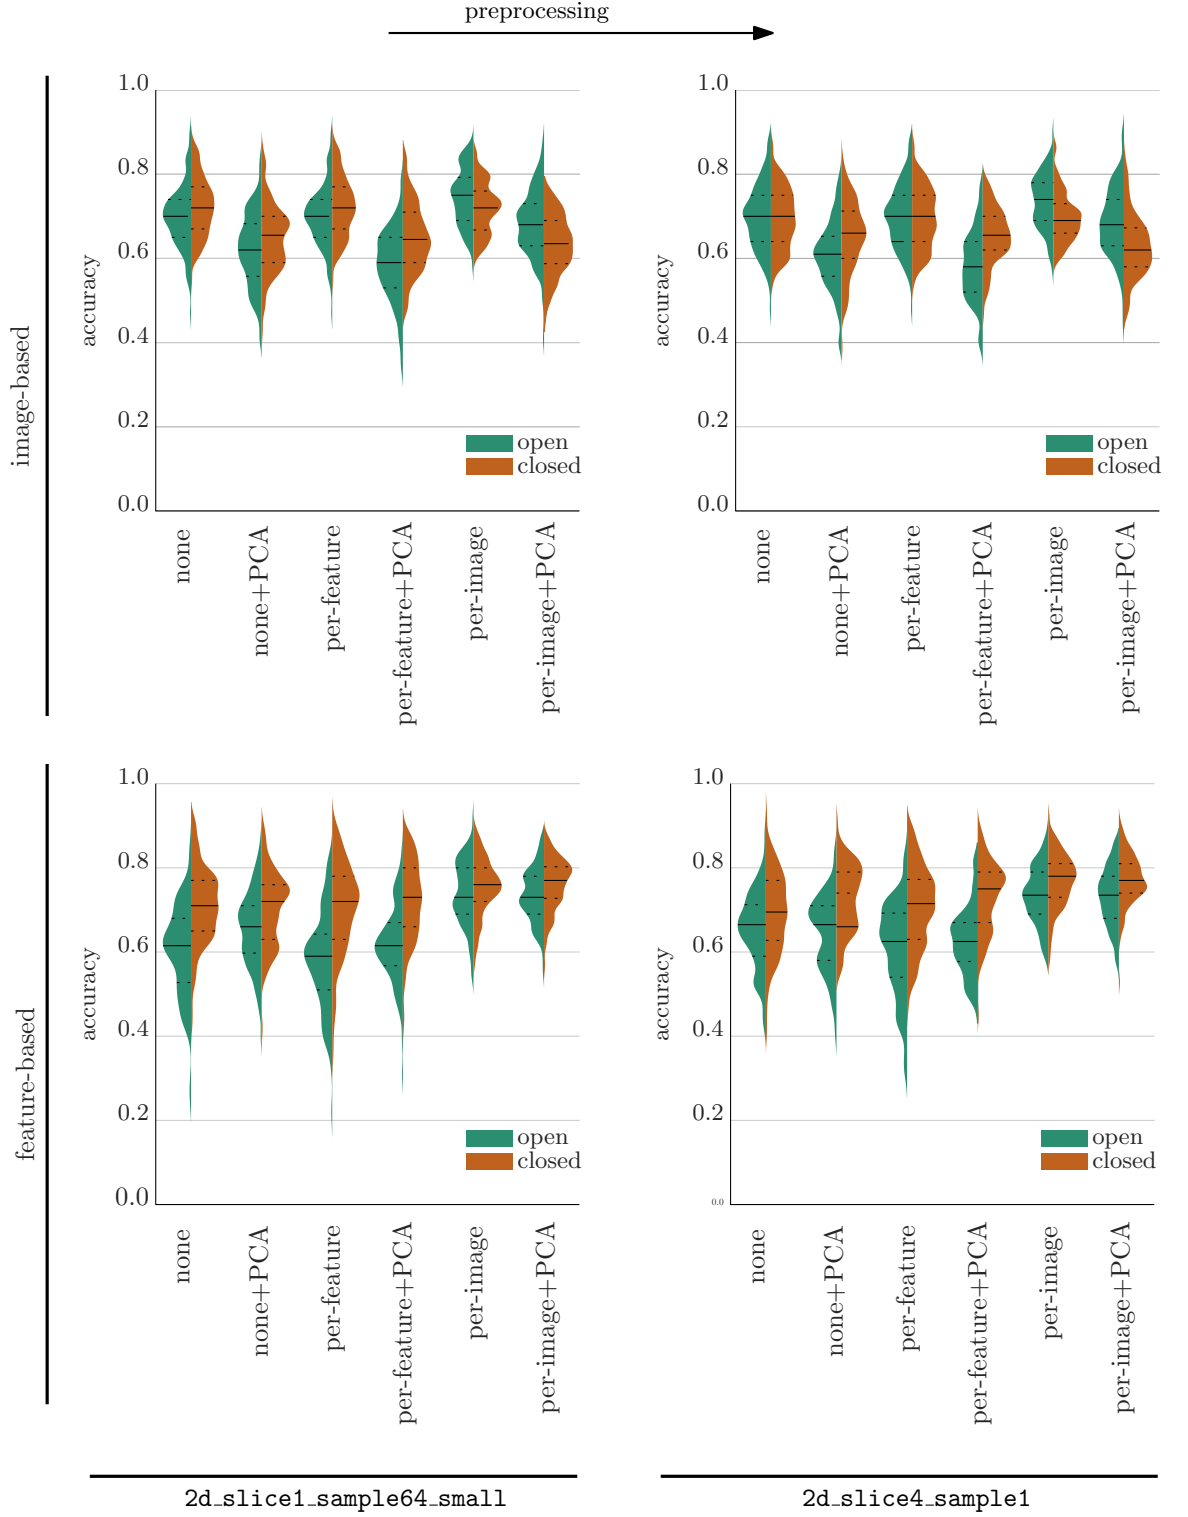 preprocessing
image-based
accuracy
1.0
0.8
0.6
0.4
0.2
0.0
open
closed
none
none+PCA
per-feature
per-feature+PCA
per-image
per-image+PCA
accuracy
1.0
0.8
0.6
0.4
0.2
0.0
open
closed
none
none+PCA
per-feature
per-feature+PCA
per-image
per-image+PCA
feature-based
accuracy
1.0
0.8
0.6
0.4
0.2
0.0
open
closed
none
none+PCA
per-feature
per-feature+PCA
per-image
per-image+PCA
accuracy
1.0
0.8
0.6
0.4
0.2
0.0
open
closed
none
none+PCA
per-feature
per-feature+PCA
per-image
per-image+PCA
2d_slice1_sample64_small
2d_slice4_sample1